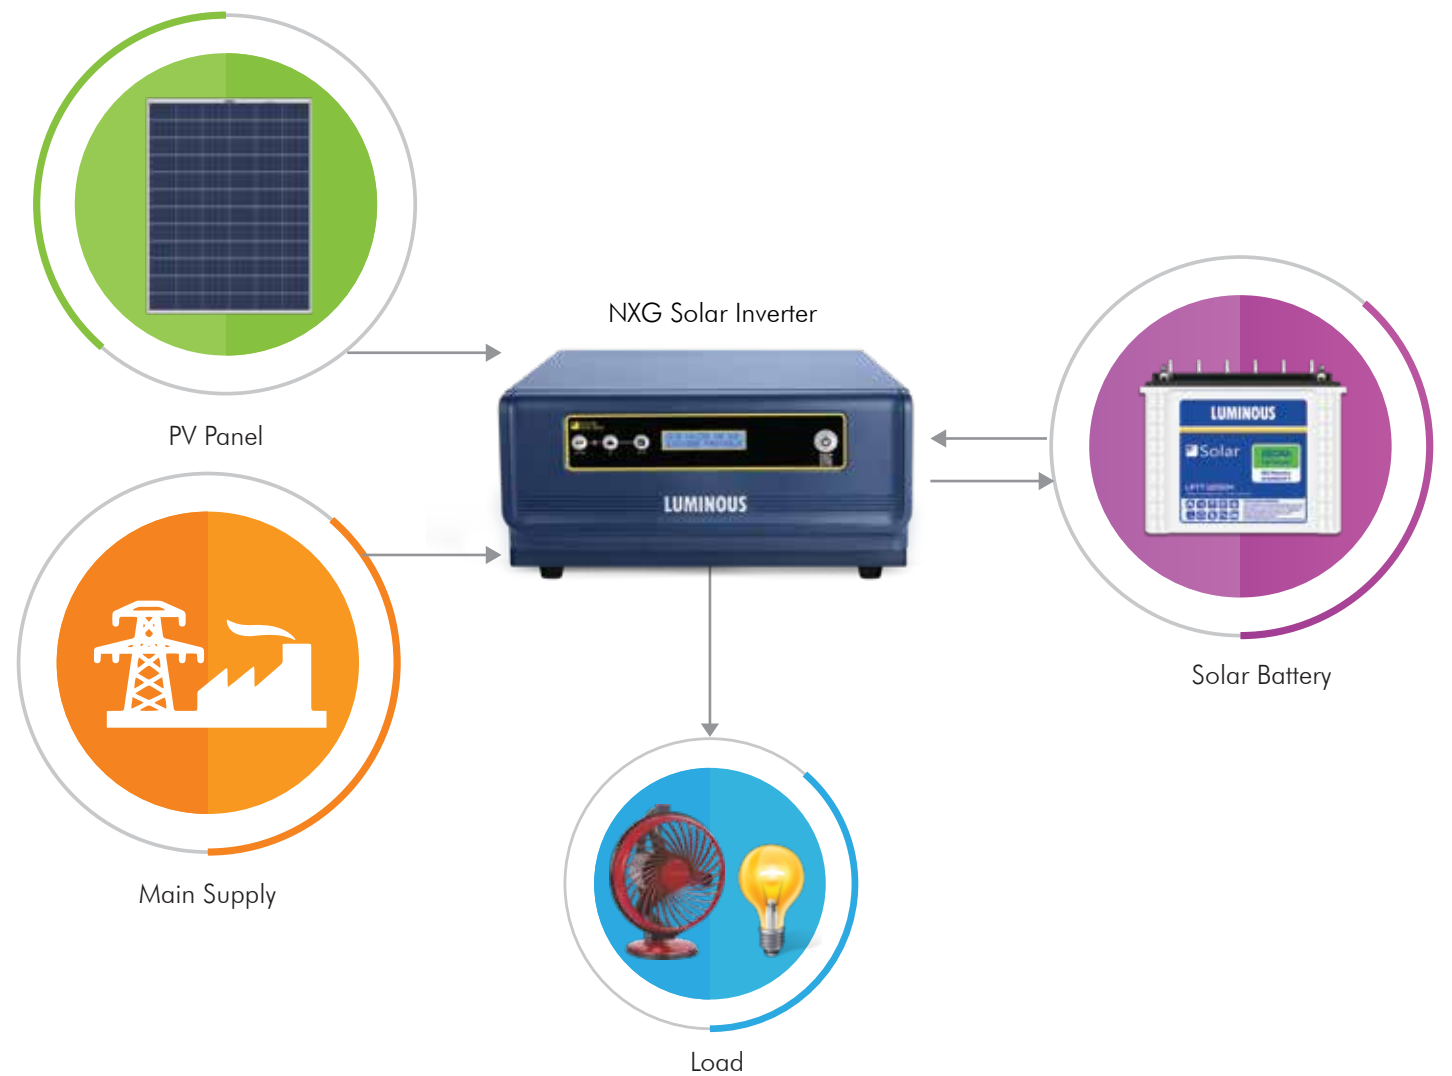 NXG Solar Inverter
LUMINOUS
PV Panel
LUMINOUS
Solar
Solar Battery
Main Supply
Load